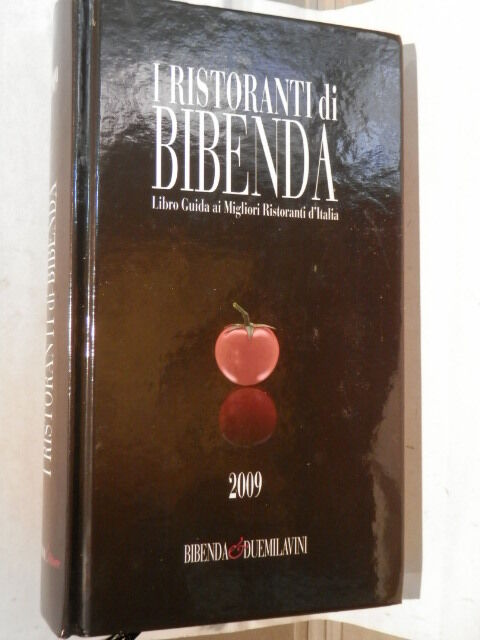 I RISTORANTI di
BIBENDA
Libro Guida ai Migliori Ristoranti d'Italia
2009
BIBENDA & DUEMILAVINI
I RISTORANTI di BIBENDA